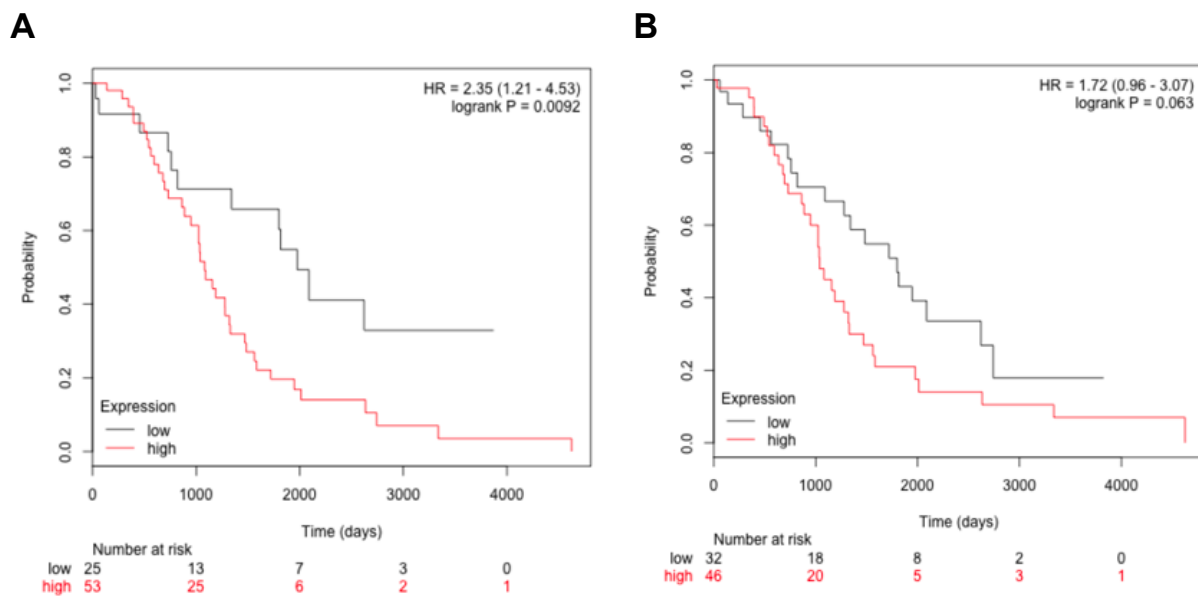 A
HR = 2.35 (1.21 - 4.53)
logrank P = 0.0092
Probability
1.0
0.8
0.6
0.4
0.2
0.0
Expression
low
high
0 1000 2000 3000 4000
Time (days)
Number at risk
low 25 13 7 3 0
high 53 25 6 2 1
B
HR = 1.72 (0.96 - 3.07)
logrank P = 0.063
Probability
1.0
0.8
0.6
0.4
0.2
0.0
Expression
low
high
0 1000 2000 3000 4000
Time (days)
Number at risk
low 32 18 8 2 0
high 46 20 5 3 1